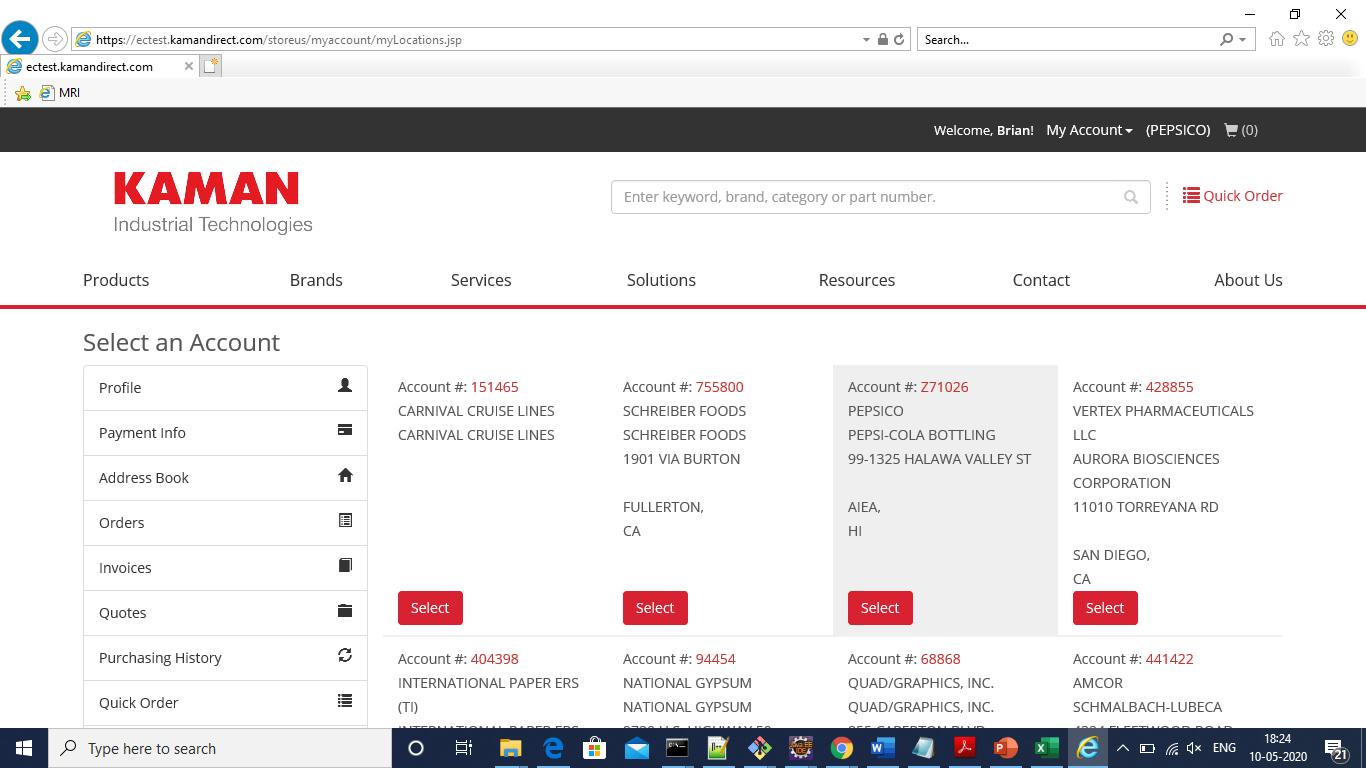 https://ectest.kamandirect.com/storeus/myaccount/myLocations.jsp
Search...
ectest.kamandirect.com
MRI
Welcome, Brian! My Account (PEPSICO) (0)
KAMAN
Industrial Technologies
Enter keyword, brand, category or part number.
Quick Order
Products Brands Services Solutions Resources Contact About Us
Select an Account
Profile
Payment Info
Address Book
Orders
Invoices
Quotes
Purchasing History
Quick Order
Account #: 151465
CARNIVAL CRUISE LINES
CARNIVAL CRUISE LINES
Select
Account #: 755800
SCHREIBER FOODS
SCHREIBER FOODS
1901 VIA BURTON
FULLERTON,
CA
Select
Account #: Z71026
PEPSICO
PEPSI-COLA BOTTLING
99-1325 HALAWA VALLEY ST
AIEA,
HI
Select
Account #: 428855
VERTEX PHARMACEUTICALS
LLC
AURORA BIOSCIENCES
CORPORATION
11010 TORREYANA RD
SAN DIEGO,
CA
Select
Account #: 404398
INTERNATIONAL PAPER ERS
(TI)
INTERNATIONAL PAPER ERS
Account #: 94454
NATIONAL GYPSUM
NATIONAL GYPSUM
Account #: 68868
QUAD/GRAPHICS, INC.
QUAD/GRAPHICS, INC.
Account #: 441422
AMCOR
SCHMALBACH-LUBECA
Type here to search
ENG
18:24
10-05-2020
21